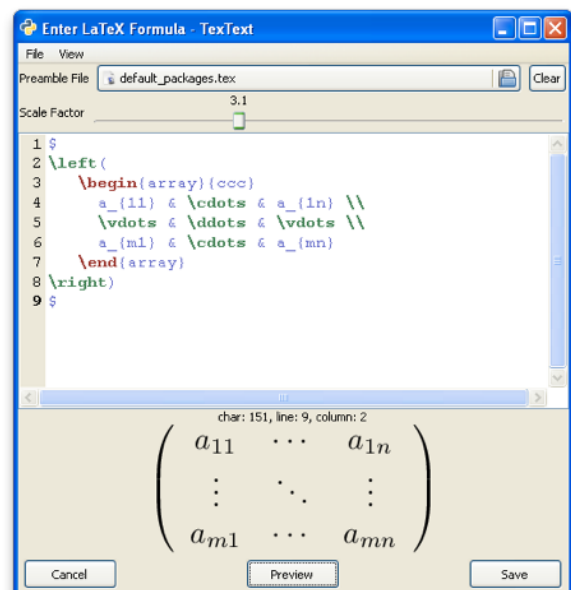 Enter LaTeX Formula - TexText
File View
Preamble File default_packages.tex Clear
3.1
Scale Factor
1 $
2 \left(
3 \begin{array}{ccc}
4 a_{11} & \cdots & a_{1n} \\
5 \vdots & \ddots & \vdots \\
6 a_{m1} & \cdots & a_{mn}
7 \end{array}
8 \right)
9 $
char: 151, line: 9, column: 2
( a₁₁ ⋯ a₁ₙ )
⋮ ⋱ ⋮
aₘ₁ ⋯ aₘₙ
Cancel Preview Save